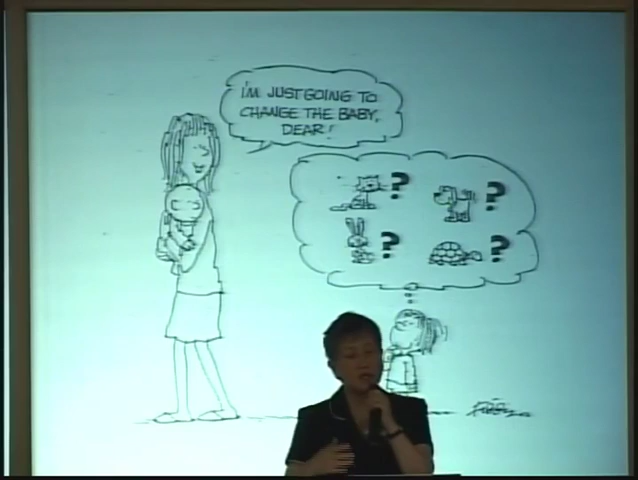 I'M JUST GOING TO
CHANGE THE BABY,
DEAR!
? ?
? ?